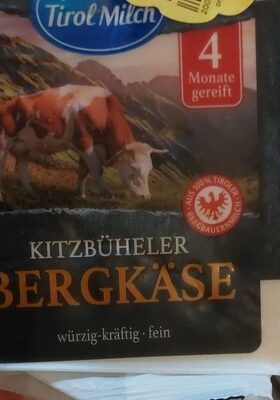 Tirol Milch
4
Monate
gereift
AUS 100% TIROLER
BERGBAUERNMILCH
KITZBÜHELER
BERGKÄSE
würzig-kräftig · fein